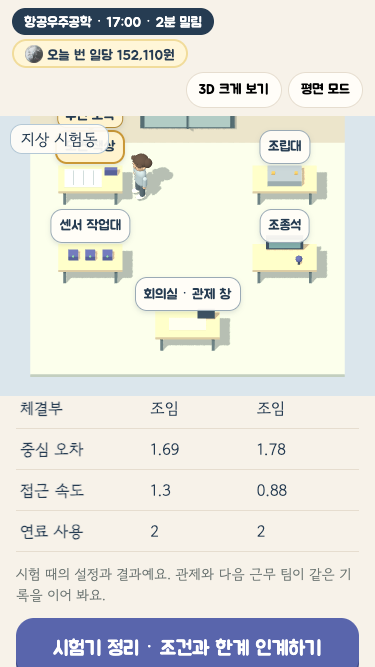 항공우주공학 · 17:00 · 2분 밀림
오늘 번 일당 152,110원
3D 크게 보기
평면 모드
지상 시험동
조립대
센서 작업대
조종석
회의실 · 관제 창
체결부 조임 조임
중심 오차 1.69 1.78
접근 속도 1.3 0.88
연료 사용 2 2
시험 때의 설정과 결과예요. 관제와 다음 근무 팀이 같은 기
록을 이어 봐요.
시험기 정리 · 조건과 한계 인계하기